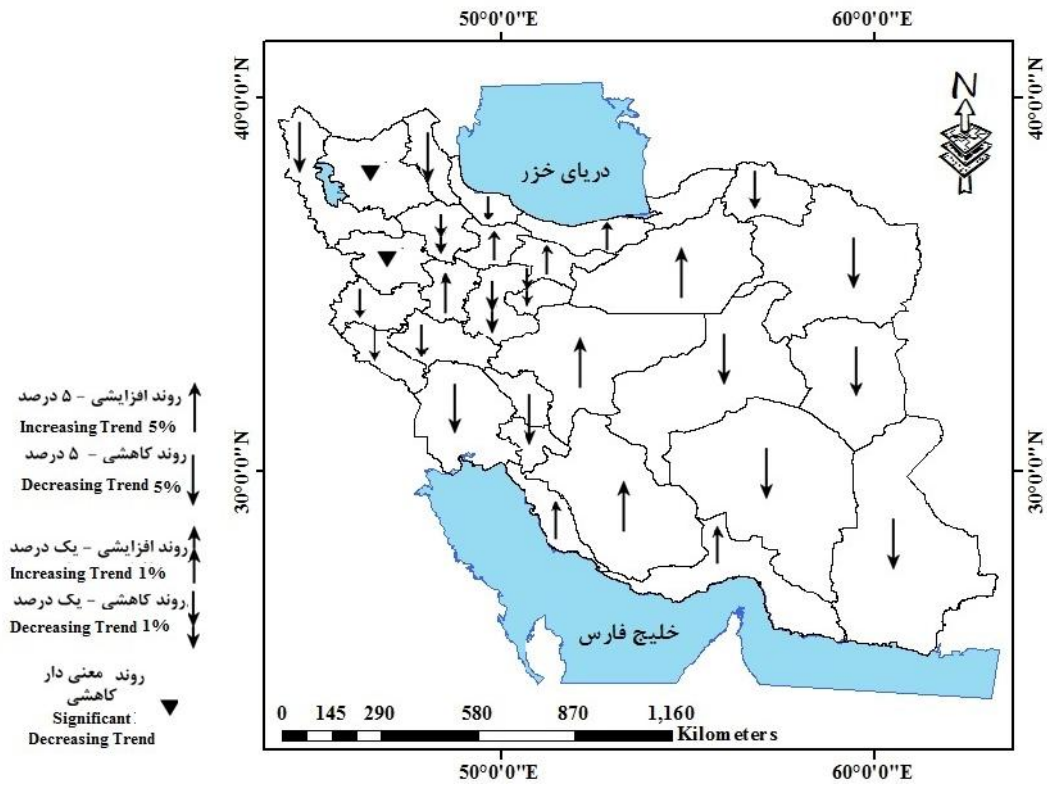 50°0'0"E
60°0'0"E
40°0'0"N
40°0'0"N
N
دریای خزر
روند افزایشی - ۵ درصد
Increasing Trend 5%
روند کاهشی - ۵ درصد
Decreasing Trend 5%
30°0'0"N
30°0'0"N
روند افزایشی - یک درصد
Increasing Trend 1%
روند کاهشی - یک درصد
Decreasing Trend 1%
خلیج فارس
روند معنی دار
کاهشی
Significant
Decreasing Trend
0 145 290 580 870 1,160
Kilometers
50°0'0"E
60°0'0"E